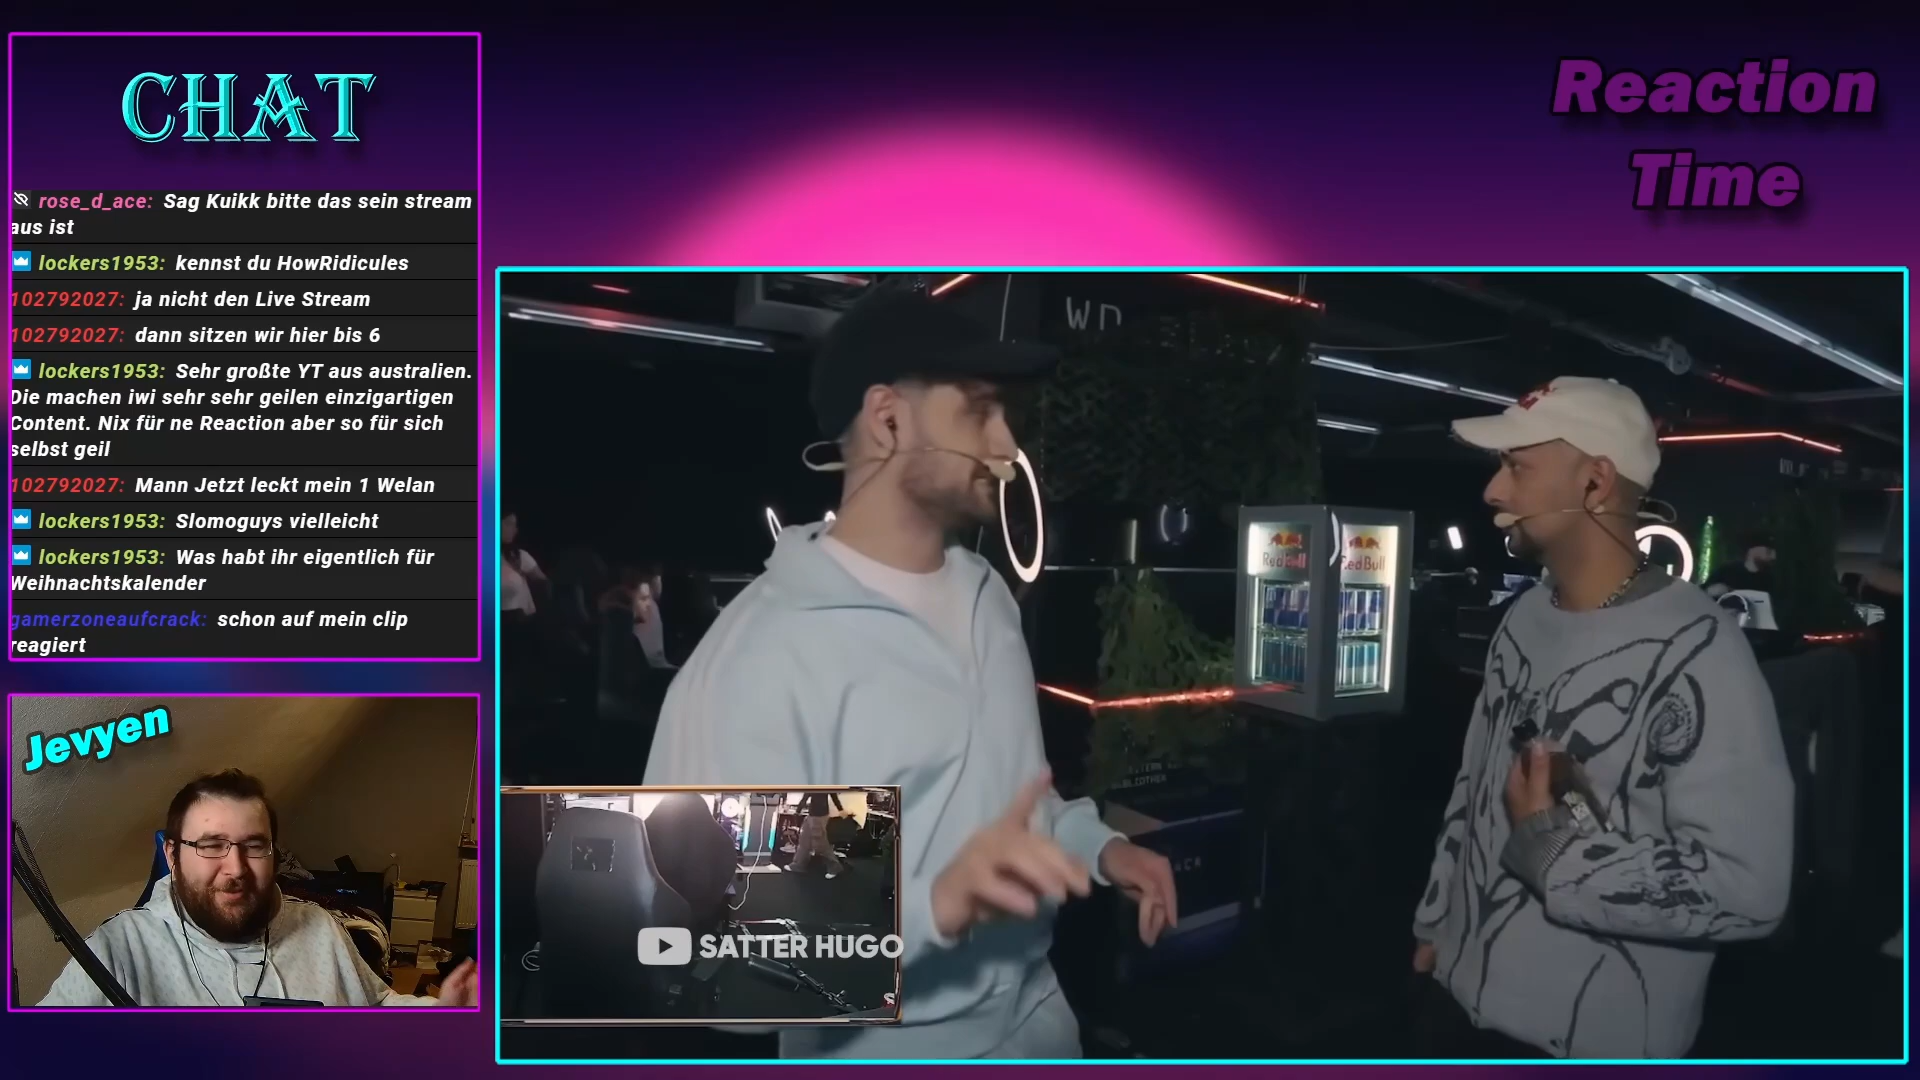 CHAT
rose_d_ace: Sag Kuikk bitte das sein stream
aus ist
lockers1953: kennst du HowRidicules
102792027: ja nicht den Live Stream
102792027: dann sitzen wir hier bis 6
lockers1953: Sehr großte YT aus australien.
Die machen iwi sehr sehr geilen einzigartigen
Content. Nix für ne Reaction aber so für sich
selbst geil
102792027: Mann Jetzt leckt mein 1 Welan
lockers1953: Slomoguys vielleicht
lockers1953: Was habt ihr eigentlich für
Weihnachtskalender
gamerzoneaufcrack: schon auf mein clip
reagiert
Jevyen
Reaction
Time
Red Bull
Red Bull
SATTER HUGO